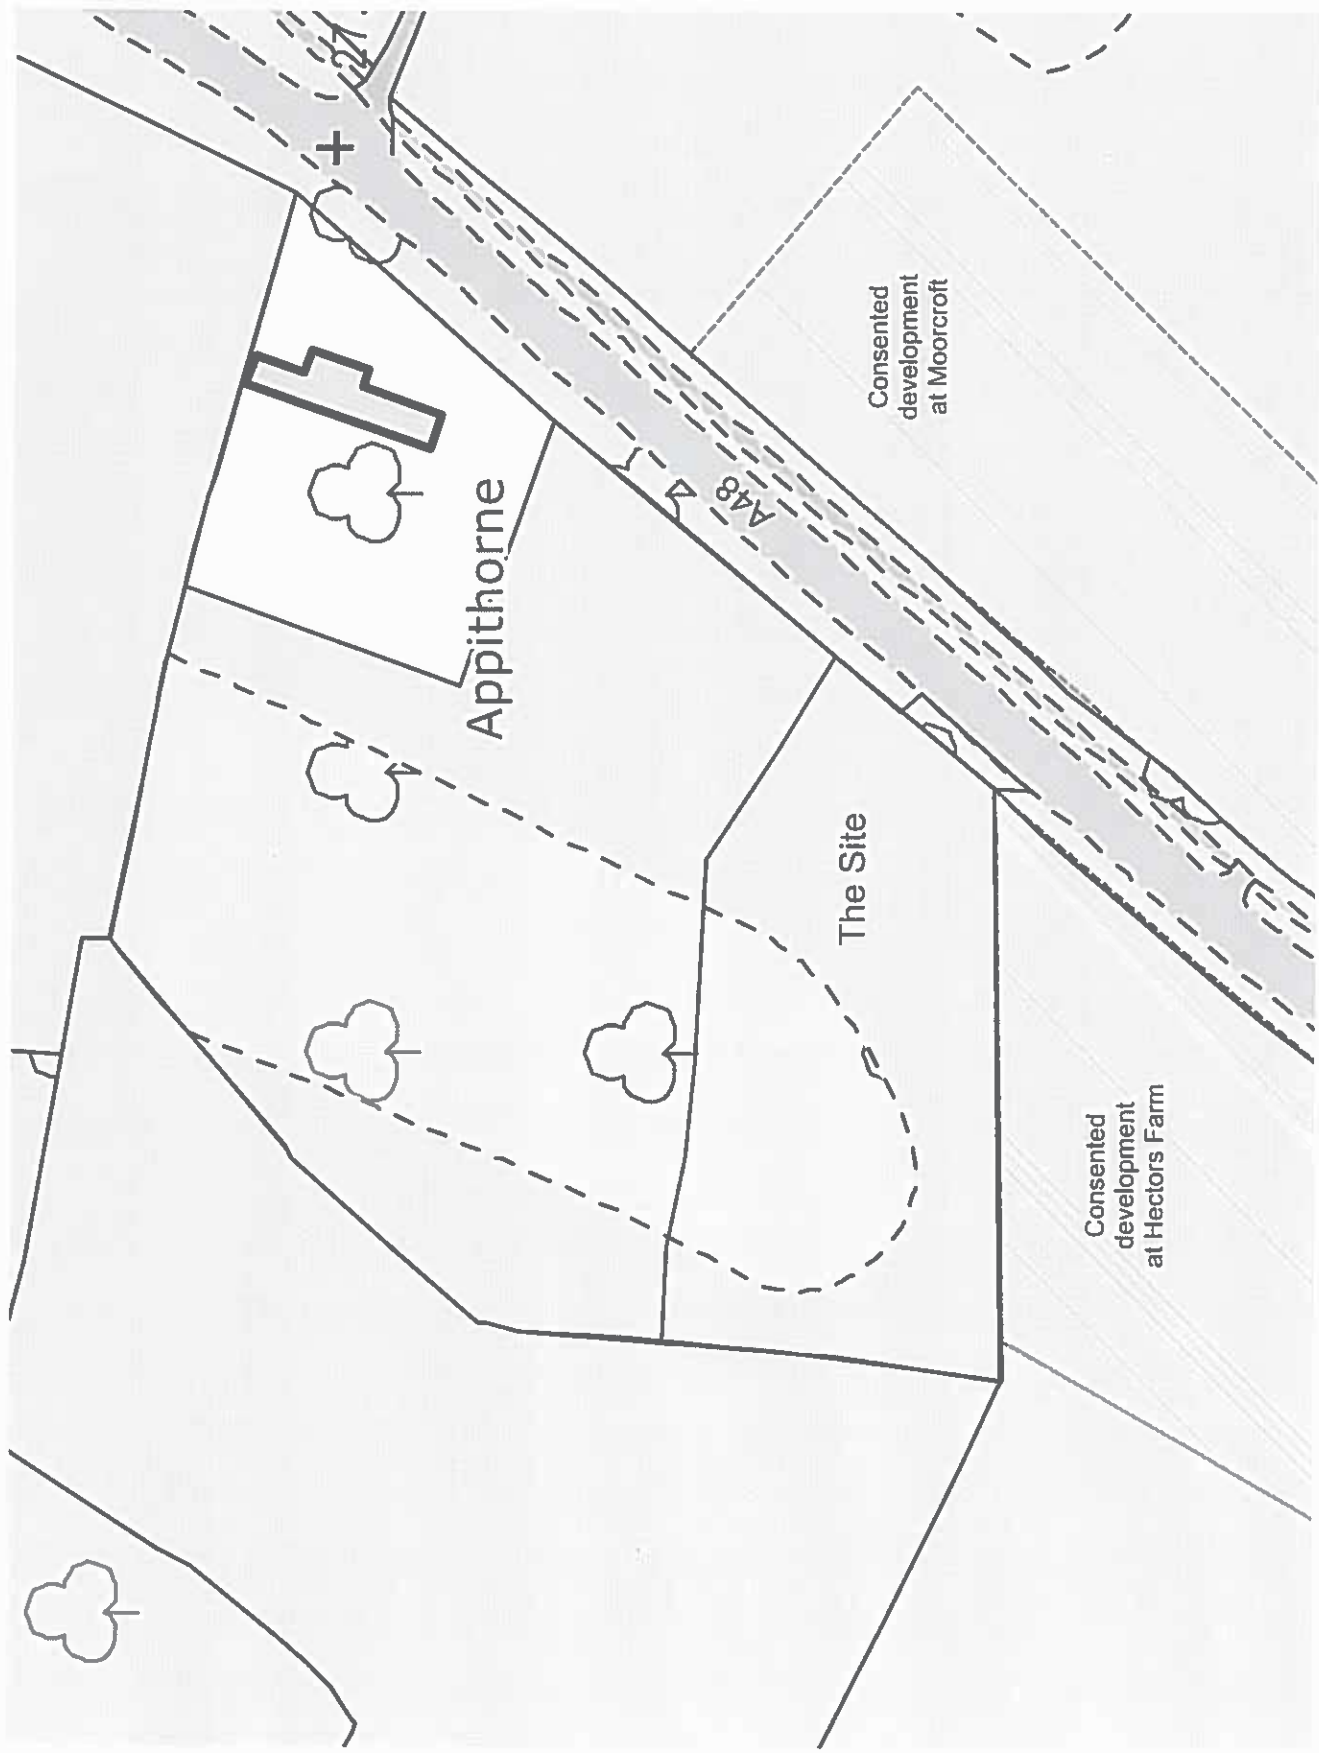 Appithorne
A48
Consented
development
at Moorcroft
The Site
Consented
development
at Hectors Farm